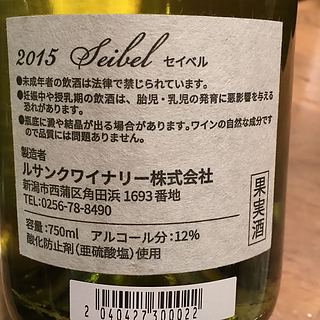 2015 Seibel セイベル
●未成年者の飲酒は法律で禁じられています。
●妊娠中や授乳期の飲酒は、胎児・乳児の発育に悪影響を与える
恐れがあります。
●瓶底に澱や結晶が出る場合があります。ワインの自然な成分です
ので品質には問題ありません。
製造者
ルサンクワイナリー株式会社
新潟市西蒲区角田浜 1693 番地
TEL:0256-78-8490
果実酒
容量:750ml アルコール分:12%
酸化防止剤(亜硫酸塩)使用
2 040427 300022